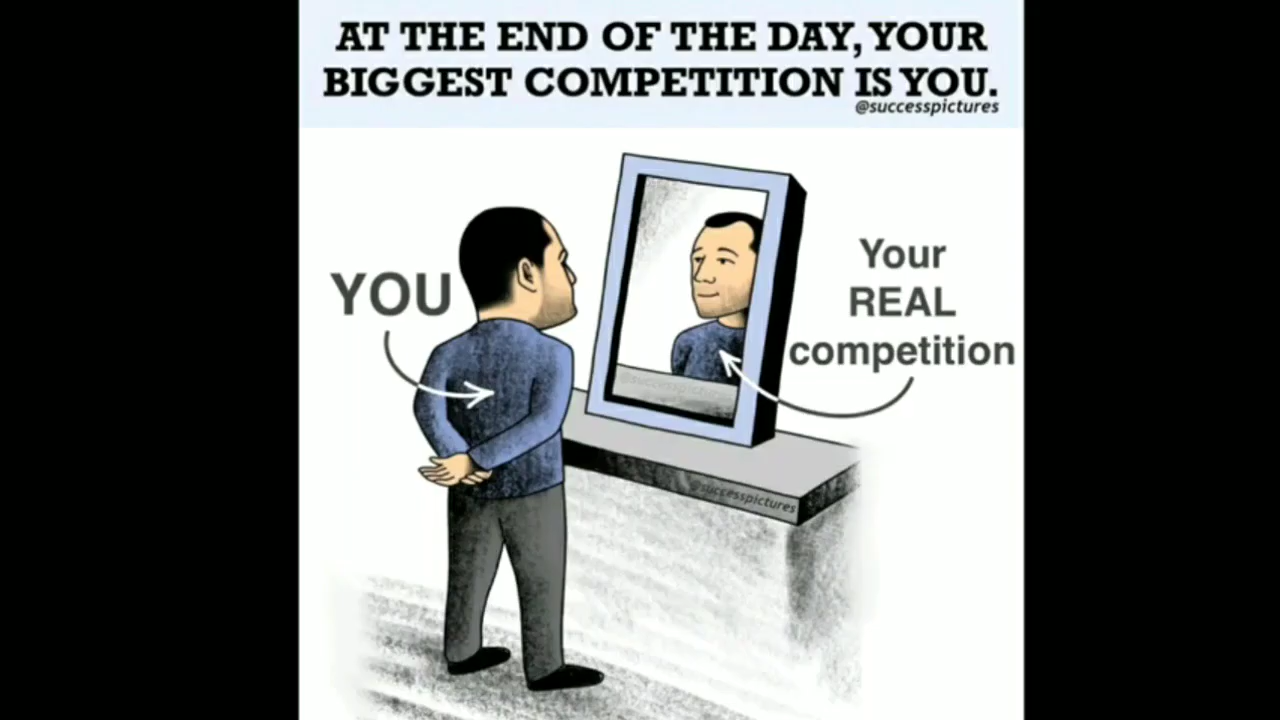 AT THE END OF THE DAY, YOUR
BIGGEST COMPETITION IS YOU.
@successpictures
YOU
Your
REAL
competition
@successpictures